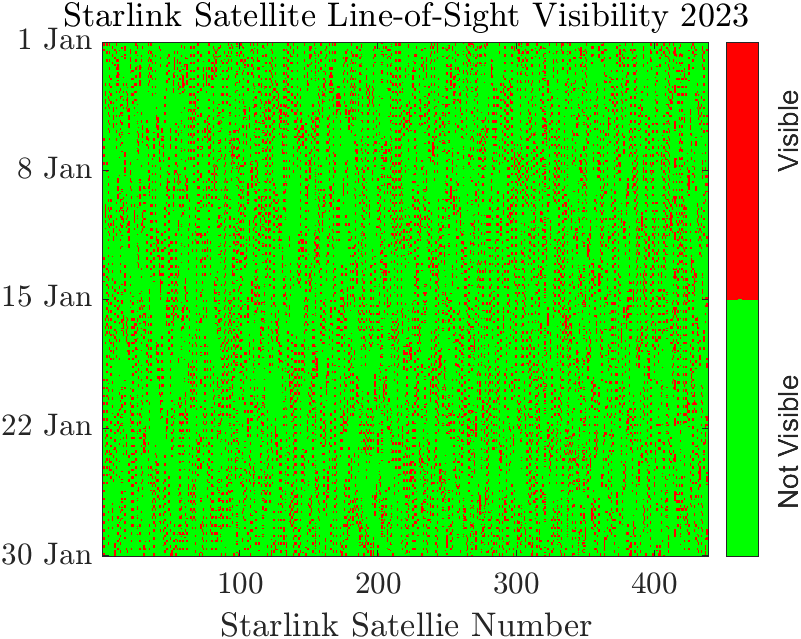 Starlink Satellite Line-of-Sight Visibility 2023
1 Jan
8 Jan
15 Jan
22 Jan
30 Jan
100
200
300
400
Starlink Satellie Number
Visible
Not Visible